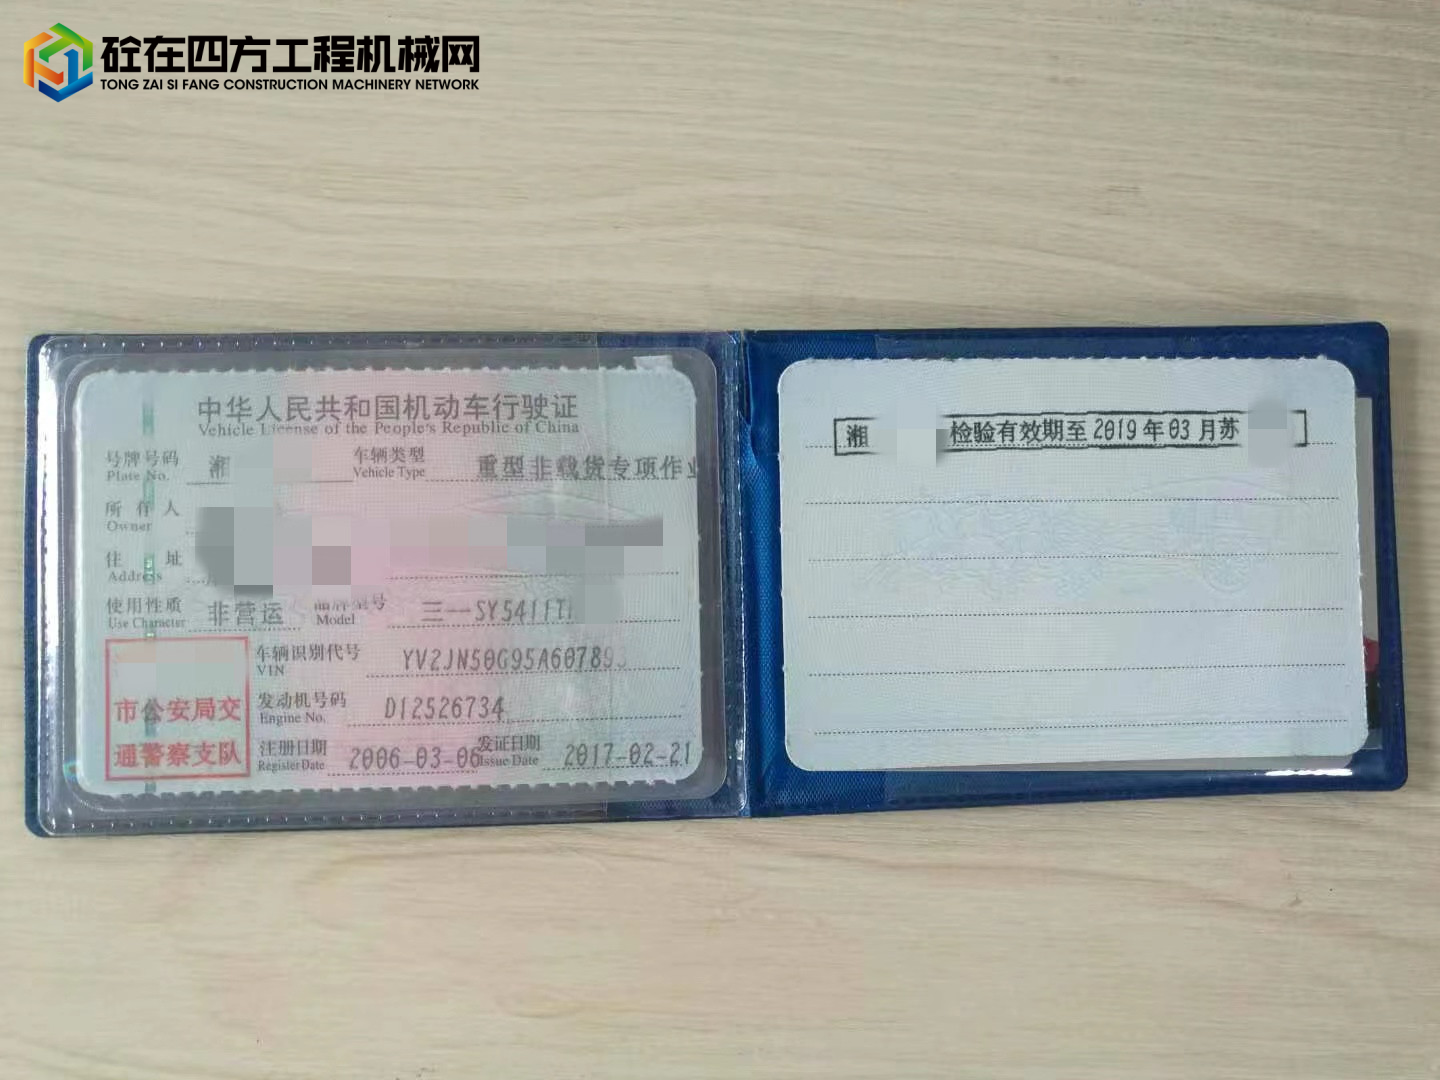 砼在四方工程机械网
TONG ZAI SI FANG CONSTRUCTION MACHINERY NETWORK
中华人民共和国机动车行驶证
Vehicle License of the People's Republic of China
号牌号码 湘 车辆类型 重型非载货专项作业
Plate No. Vehicle Type
所有人
Owner
住址
Address
使用性质 非营运 品牌型号 三一SY5411T
Use Character Model
车辆识别代号 YV2JN50G95A607893
VIN
发动机号码 D12526734
Engine No.
注册日期 2006-03-06 发证日期 2017-02-21
Register Date Issue Date
市公安局交
通警察支队
湘 检验有效期至2019年03月苏